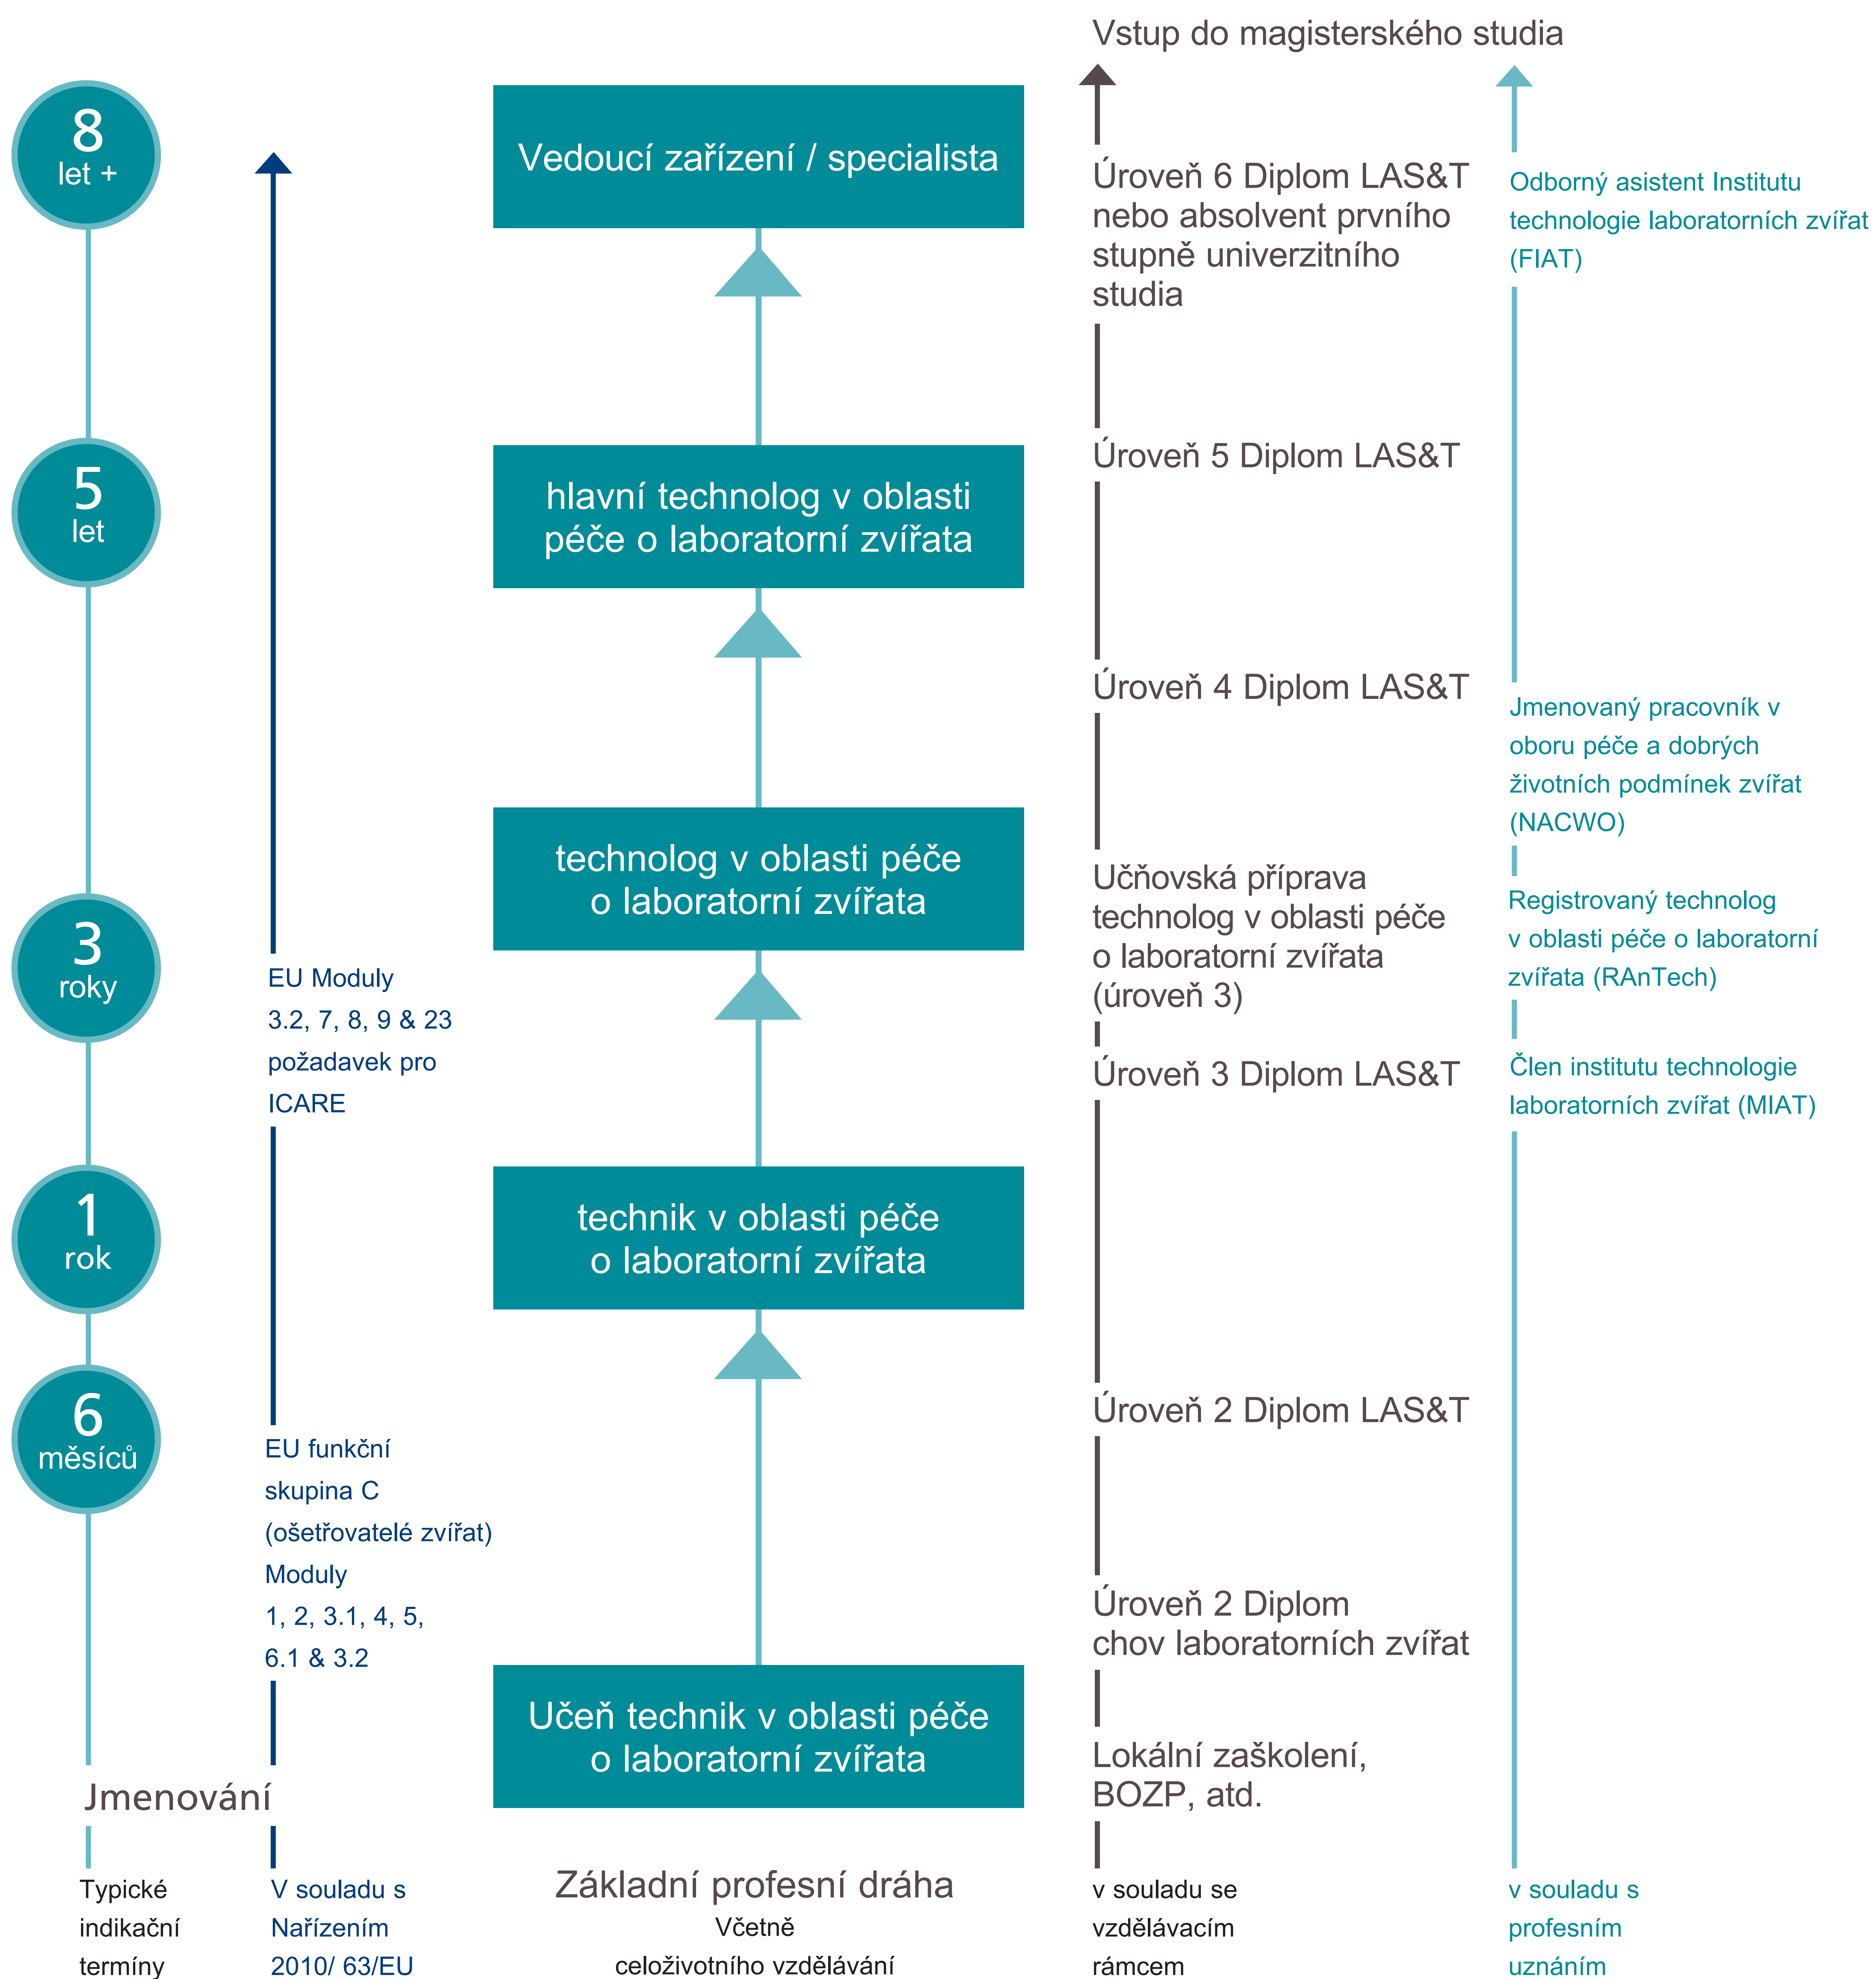 Vstup do magisterského studia
8
let +
5
let
3
roky
1
rok
6
měsíců
Jmenování
Typické
indikační
termíny
EU Moduly
3.2, 7, 8, 9 & 23
požadavek pro
ICARE
EU funkční
skupina C
(ošetřovatelé zvířat)
Moduly
1, 2, 3.1, 4, 5,
6.1 & 3.2
V souladu s
Nařízením
2010/ 63/EU
Vedoucí zařízení / specialista
hlavní technolog v oblasti
péče o laboratorní zvířata
technolog v oblasti péče
o laboratorní zvířata
technik v oblasti péče
o laboratorní zvířata
Učeň technik v oblasti péče
o laboratorní zvířata
Základní profesní dráha
Včetně
celoživotního vzdělávání
Úroveň 6 Diplom LAS&T
nebo absolvent prvního
stupně univerzitního
studia
Úroveň 5 Diplom LAS&T
Úroveň 4 Diplom LAS&T
Učňovská příprava
technolog v oblasti péče
o laboratorní zvířata
(úroveň 3)
Úroveň 3 Diplom LAS&T
Úroveň 2 Diplom LAS&T
Úroveň 2 Diplom
chov laboratorních zvířat
Lokální zaškolení,
BOZP, atd.
v souladu se
vzdělávacím
rámcem
Odborný asistent Institutu
technologie laboratorních zvířat
(FIAT)
Jmenovaný pracovník v
oboru péče a dobrých
životních podmínek zvířat
(NACWO)
Registrovaný technolog
v oblasti péče o laboratorní
zvířata (RAnTech)
Člen institutu technologie
laboratorních zvířat (MIAT)
v souladu s
profesním
uznáním